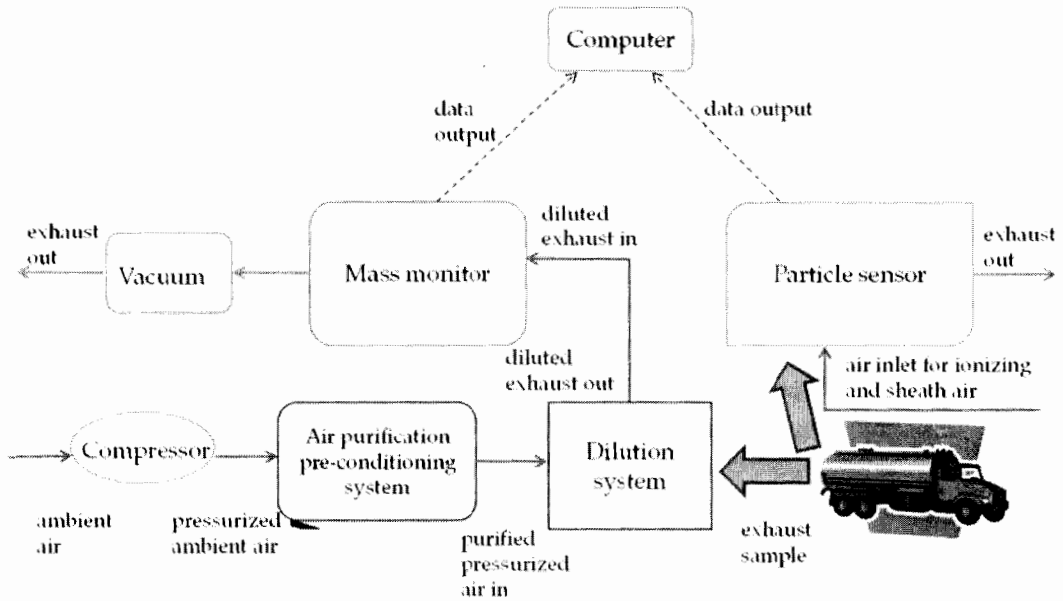 Computer
data
output
data output
exhaust
out
Vacuum
Mass monitor
diluted
exhaust in
Particle sensor
exhaust
out
diluted
exhaust out
air inlet for ionizing
and sheath air
Compressor
Air purification
pre-conditioning
system
Dilution
system
ambient
air
pressurized
ambient air
purified
pressurized
air in
exhaust
sample